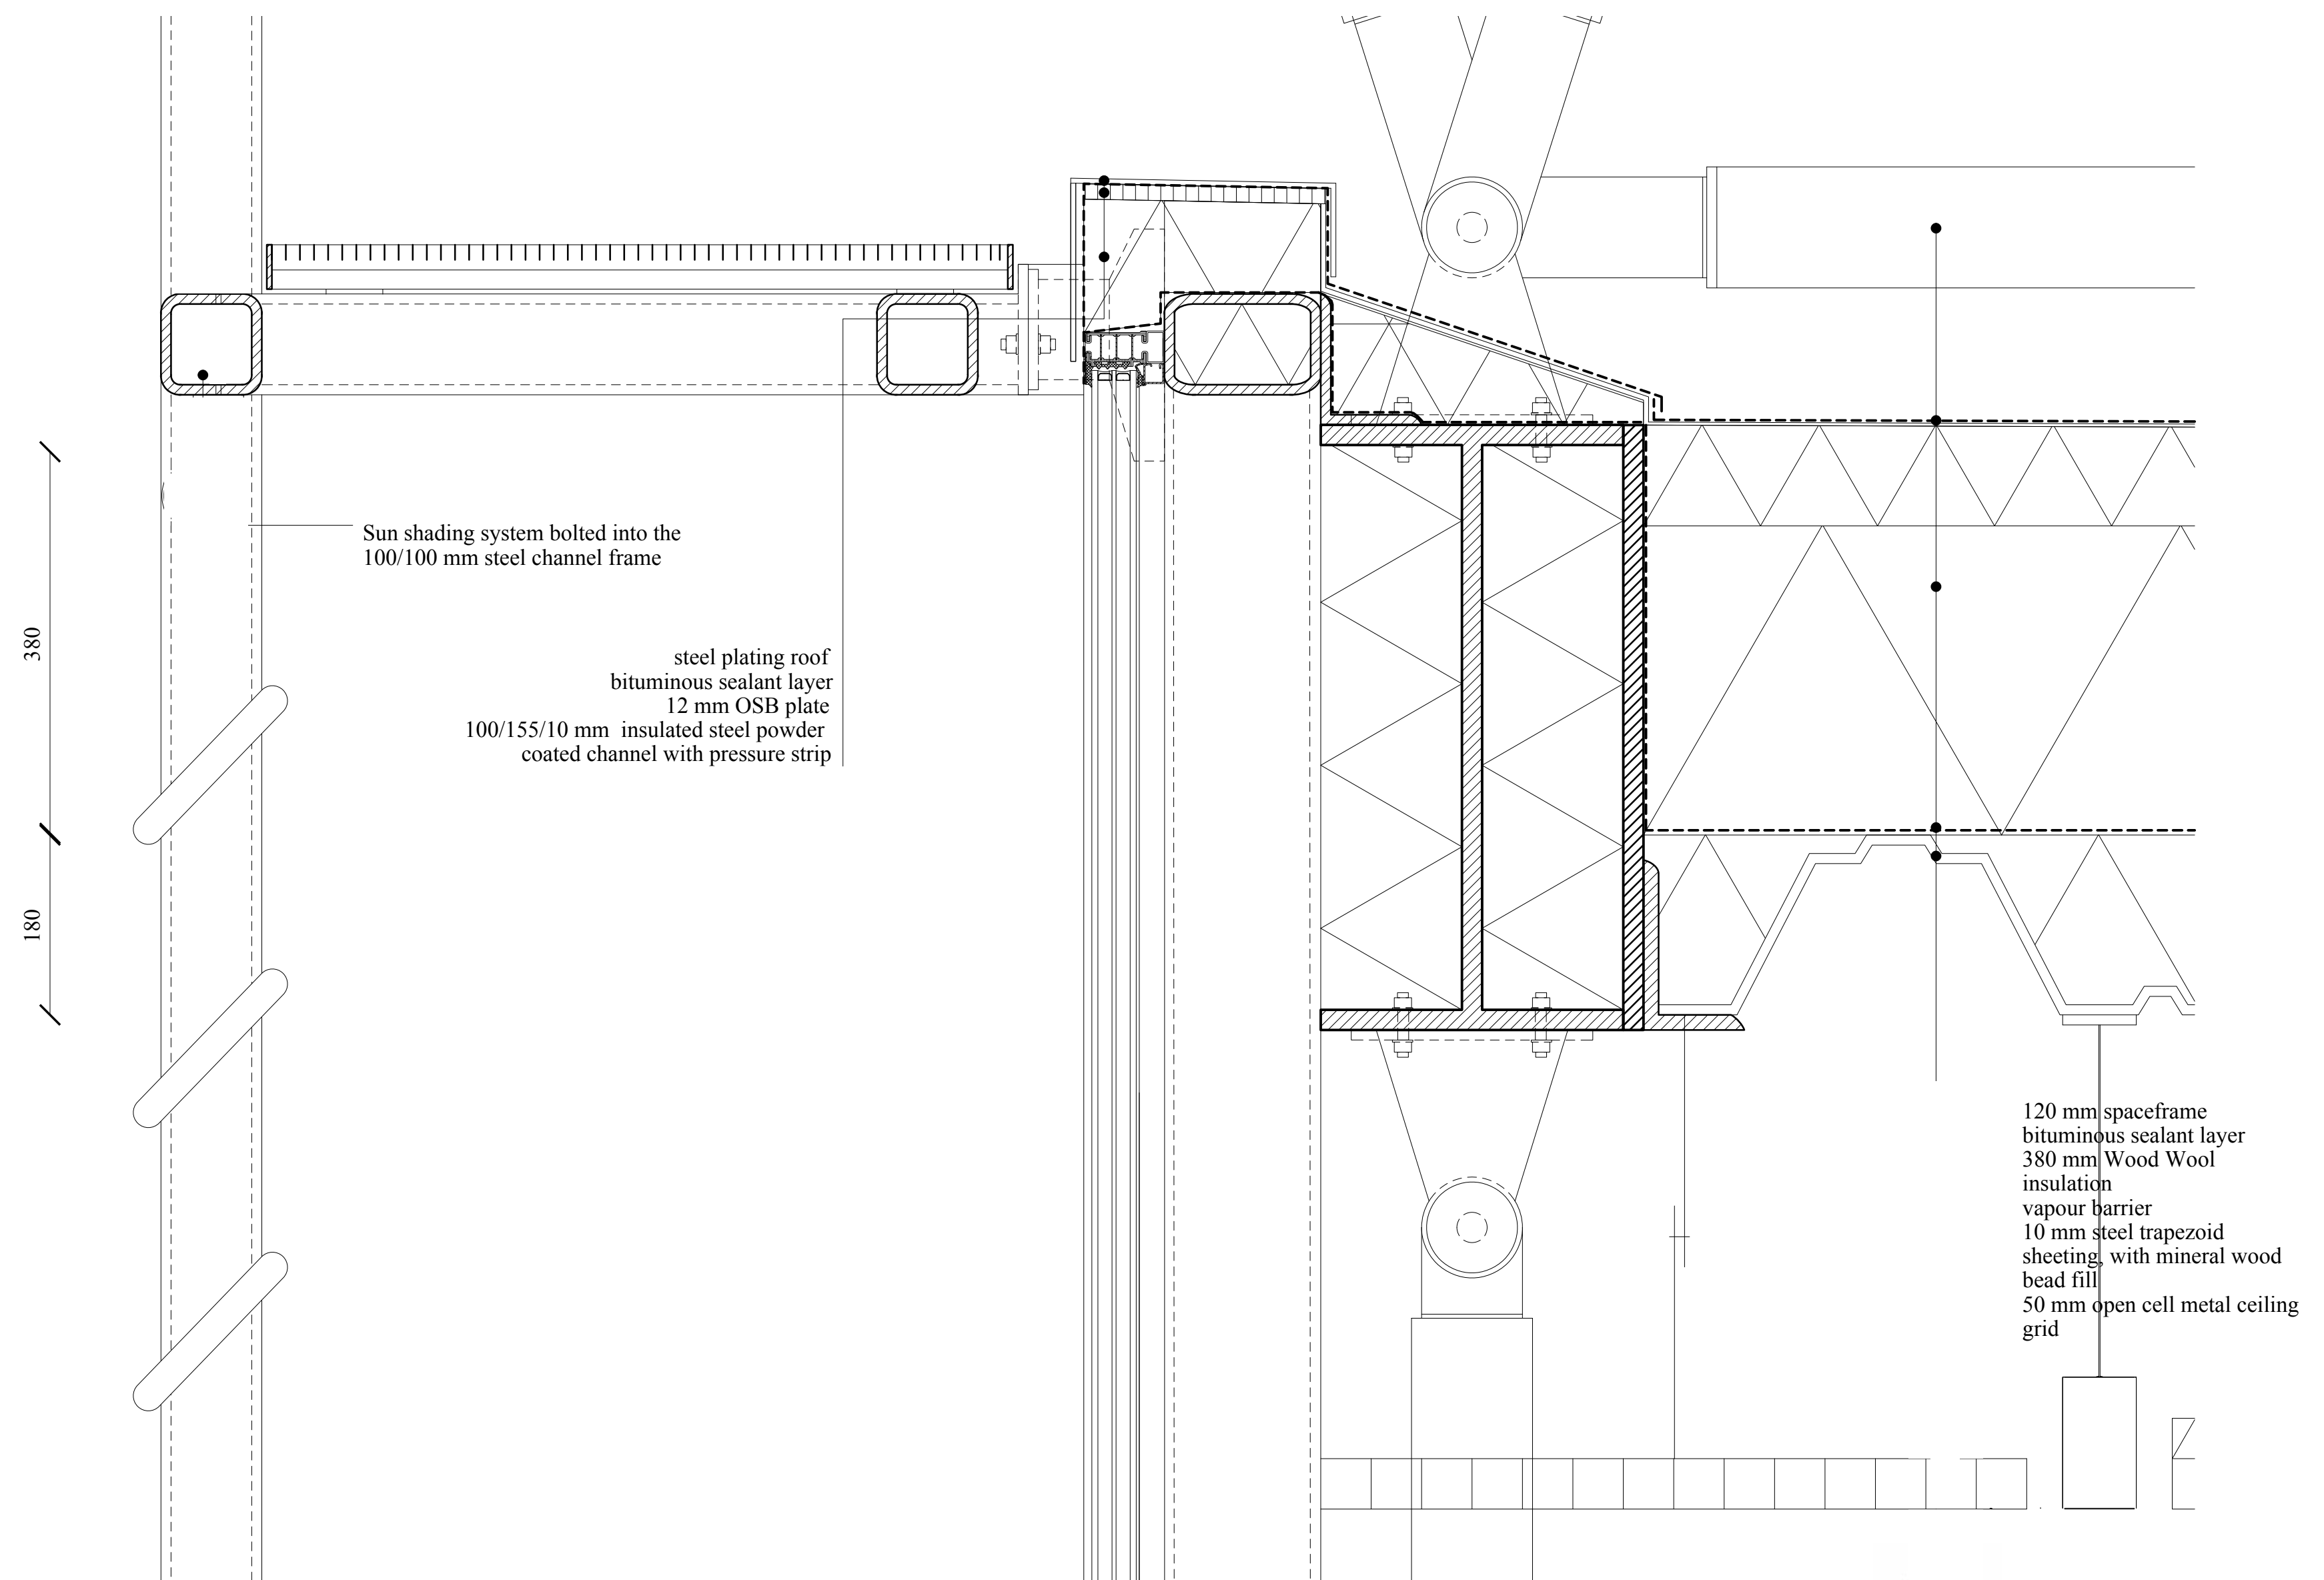 380
180
Sun shading system bolted into the
100/100 mm steel channel frame
steel plating roof
bituminous sealant layer
12 mm OSB plate
100/155/10 mm  insulated steel powder
coated channel with pressure strip
120 mm spaceframe
bituminous sealant layer
380 mm Wood Wool
insulation
vapour barrier
10 mm steel trapezoid
sheeting, with mineral wood
bead fill
50 mm open cell metal ceiling
grid